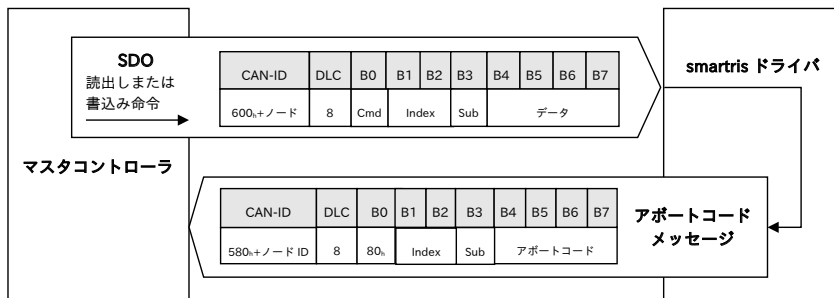 SDO
読出しまたは
書込み命令
CAN-ID DLC B0 B1 B2 B3 B4 B5 B6 B7
600h+ノード 8 Cmd Index Sub データ
smartris ドライバ
マスタコントローラ
CAN-ID DLC B0 B1 B2 B3 B4 B5 B6 B7
580h+ノード ID 8 80h Index Sub アボートコード
アボートコード
メッセージ